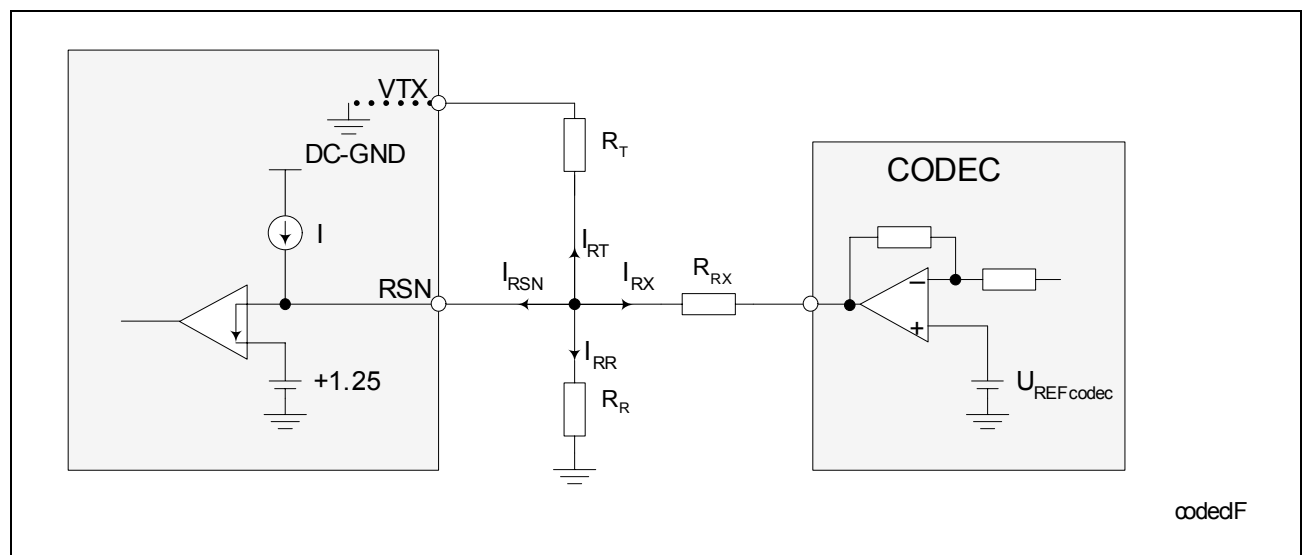 VTX
DC-GND
I
RSN
+1.25
R_T
I_RT
I_RSN
I_RX
R_RX
I_RR
R_R
CODEC
−
+
U_REFcodec
codecIF